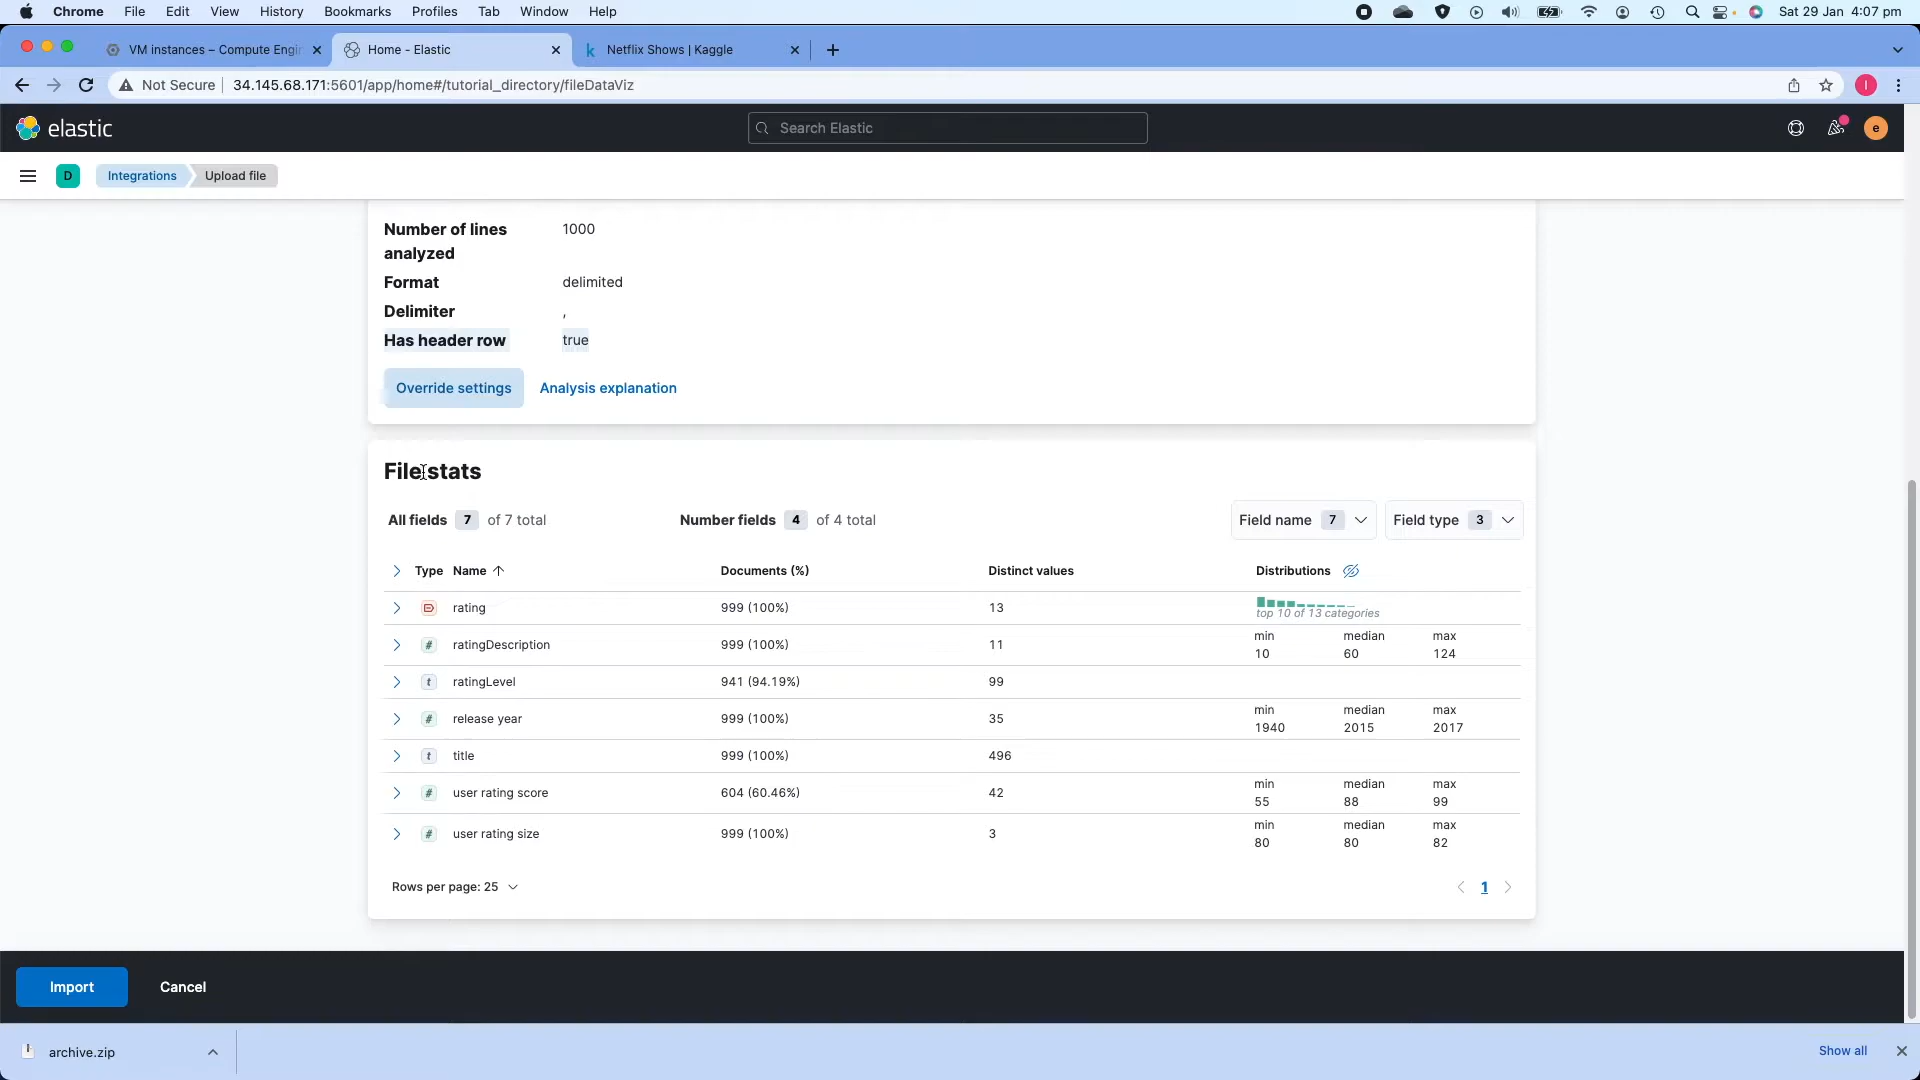 Chrome File Edit View History Bookmarks Profiles Tab Window Help Sat 29 Jan 4:07 pm
VM instances – Compute Engin Home - Elastic k Netflix Shows | Kaggle
Not Secure 34.145.68.171:5601/app/home#/tutorial_directory/fileDataViz I
elastic Search Elastic e
D Integrations Upload file
Number of lines analyzed 1000
Format delimited
Delimiter ,
Has header row true
Override settings Analysis explanation
File stats
All fields 7 of 7 total Number fields 4 of 4 total Field name 7 Field type 3
Type Name ↑ Documents (%) Distinct values Distributions
rating 999 (100%) 13 top 10 of 13 categories
# ratingDescription 999 (100%) 11 min 10 median 60 max 124
t ratingLevel 941 (94.19%) 99
# release year 999 (100%) 35 min 1940 median 2015 max 2017
t title 999 (100%) 496
# user rating score 604 (60.46%) 42 min 55 median 88 max 99
# user rating size 999 (100%) 3 min 80 median 80 max 82
Rows per page: 25 1
Import Cancel
archive.zip Show all